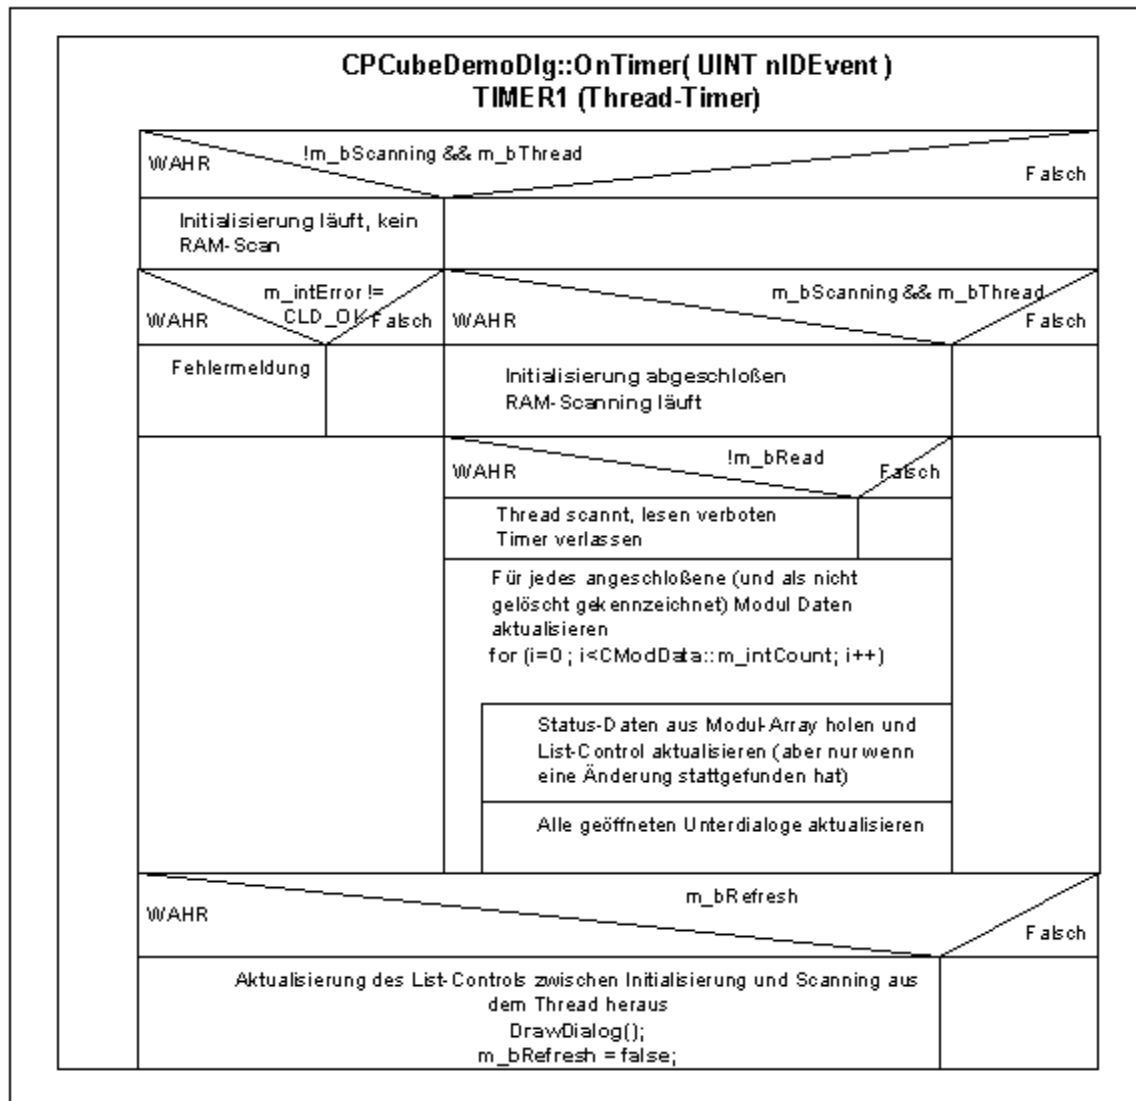 CPCubeDemoDlg::OnTimer( UINT nIDEvent )
TIMER1 (Thread-Timer)
!m_bScanning && m_bThread
WAHR
Falsch
Initialisierung läuft, kein
RAM-Scan
m_intError !=
CLD_OK
WAHR
Falsch
m_bScanning && m_bThread
WAHR
Falsch
Fehlermeldung
Initialisierung abgeschloßen
RAM-Scanning läuft
!m_bRead
WAHR
Falsch
Thread scannt, lesen verboten
Timer verlassen
Für jedes angeschloßene (und als nicht
gelöscht gekennzeichnet) Modul Daten
aktualisieren
for (i=0 ; i<CModData::m_intCount; i++)
Status-Daten aus Modul-Array holen und
List-Control aktualisieren (aber nur wenn
eine Änderung stattgefunden hat)
Alle geöffneten Unterdialoge aktualisieren
m_bRefresh
WAHR
Falsch
Aktualisierung des List-Controls zwischen Initialisierung und Scanning aus
dem Thread heraus
DrawDialog();
m_bRefresh = false;